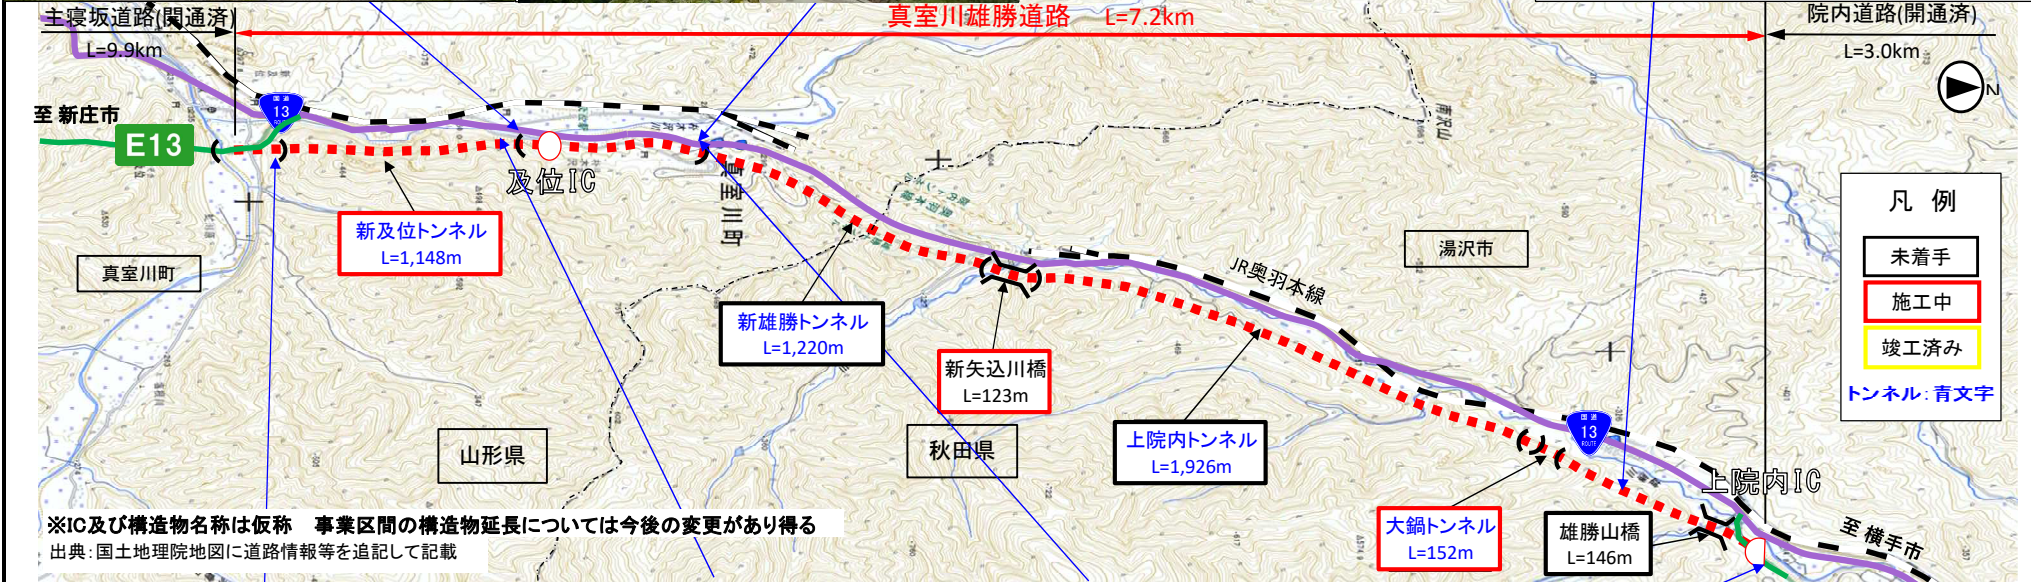 主寝坂道路(開通済)
L=9.9km
真室川雄勝道路 L=7.2km
院内道路(開通済)
L=3.0km
N
至 新庄市
E13
国道
13
ROUTE
及位IC
真室川町
新及位トンネル
L=1,148m
真室川町
新雄勝トンネル
L=1,220m
新矢込川橋
L=123m
JR奥羽本線
湯沢市
凡 例
未着手
施工中
竣工済み
トンネル:青文字
山形県
秋田県
上院内トンネル
L=1,926m
国道
13
ROUTE
上院内IC
大鍋トンネル
L=152m
雄勝山橋
L=146m
至 横手市
※IC及び構造物名称は仮称 事業区間の構造物延長については今後の変更があり得る
出典:国土地理院地図に道路情報等を追記して記載